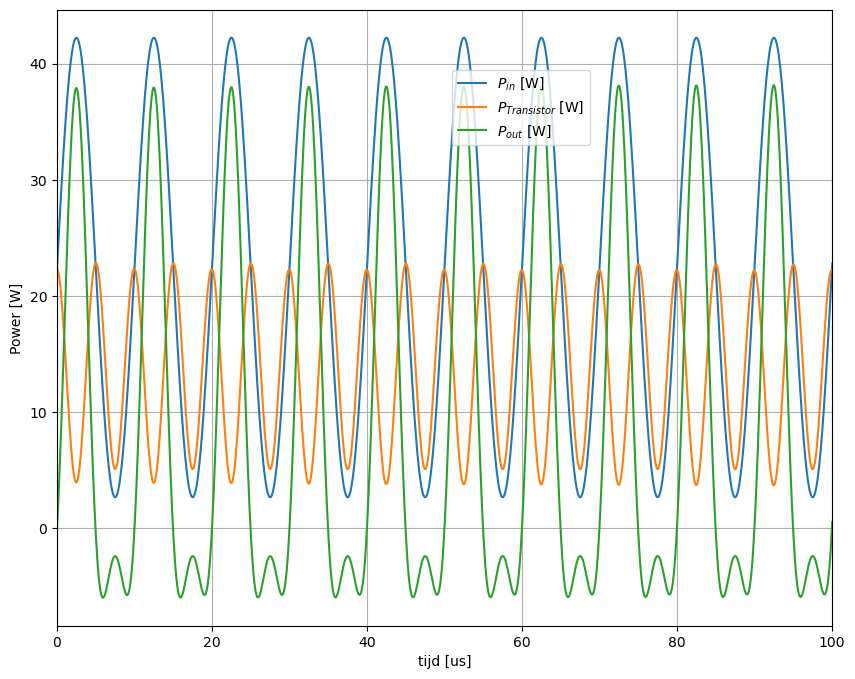 Power [W]
40
30
20
10
0
P_in [W]
P_Transistor [W]
P_out [W]
0 20 40 60 80 100
tijd [us]